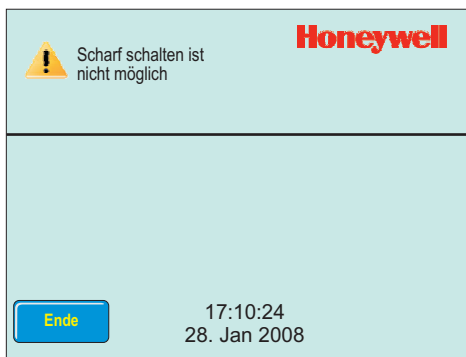 Scharf schalten ist
nicht möglich
Honeywell
Ende
17:10:24
28. Jan 2008